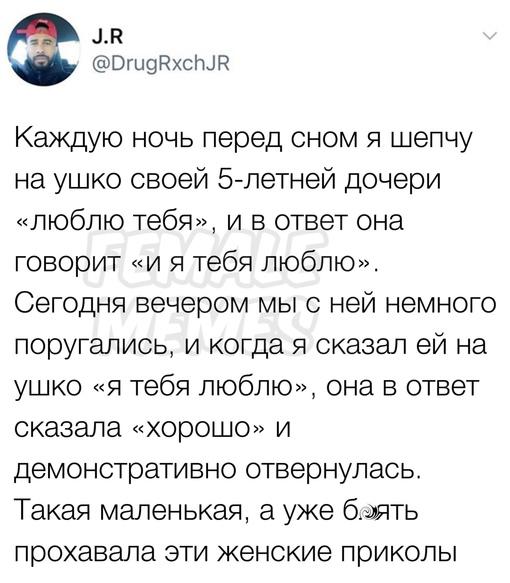 J.R
@DrugRxchJR
Каждую ночь перед сном я шепчу
на ушко своей 5-летней дочери
«люблю тебя», и в ответ она
говорит «и я тебя люблю».
Сегодня вечером мы с ней немного
поругались, и когда я сказал ей на
ушко «я тебя люблю», она в ответ
сказала «хорошо» и
демонстративно отвернулась.
Такая маленькая, а уже
прохавала эти женские приколы
FEMALE
MEMES